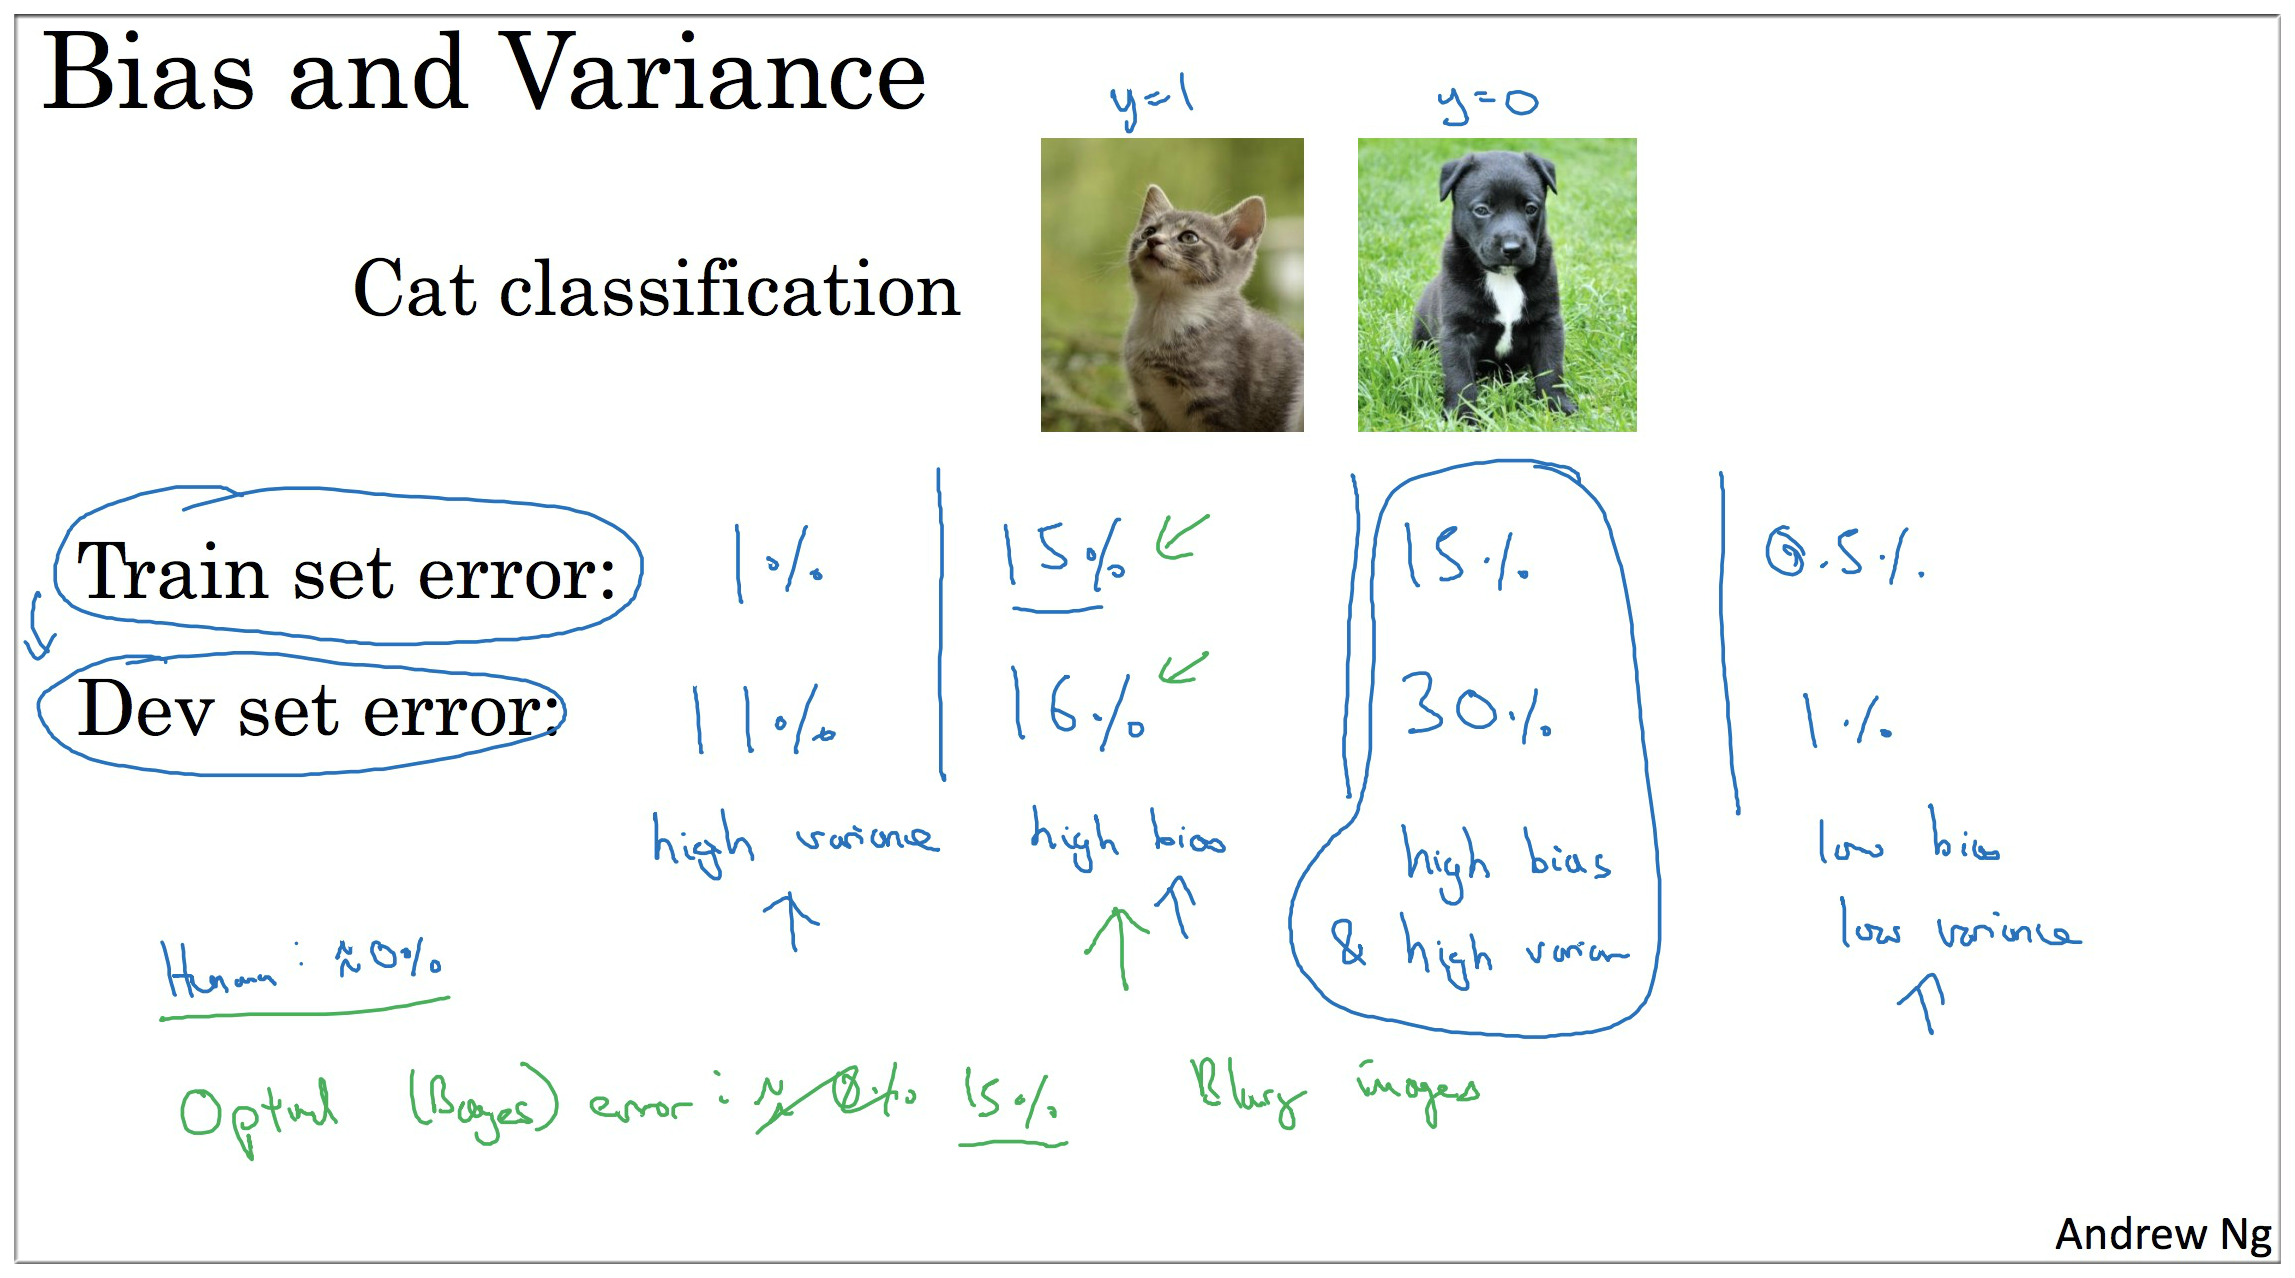 Bias and Variance
y=1 y=0
Cat classification
Train set error: 1% 15% 15% 0.5%
Dev set error: 11% 16% 30% 1%
high variance high bias high bias low bias
& high varian low variance
Human: ≈0%
Optimal (Bayes) error: ≈ 0% 15% Blurry images
Andrew Ng